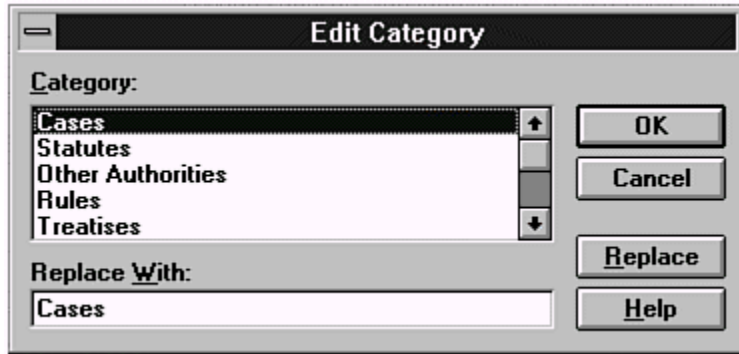 Edit Category
Category:
Cases
Statutes
Other Authorities
Rules
Treatises
Replace With:
Cases
OK
Cancel
Replace
Help